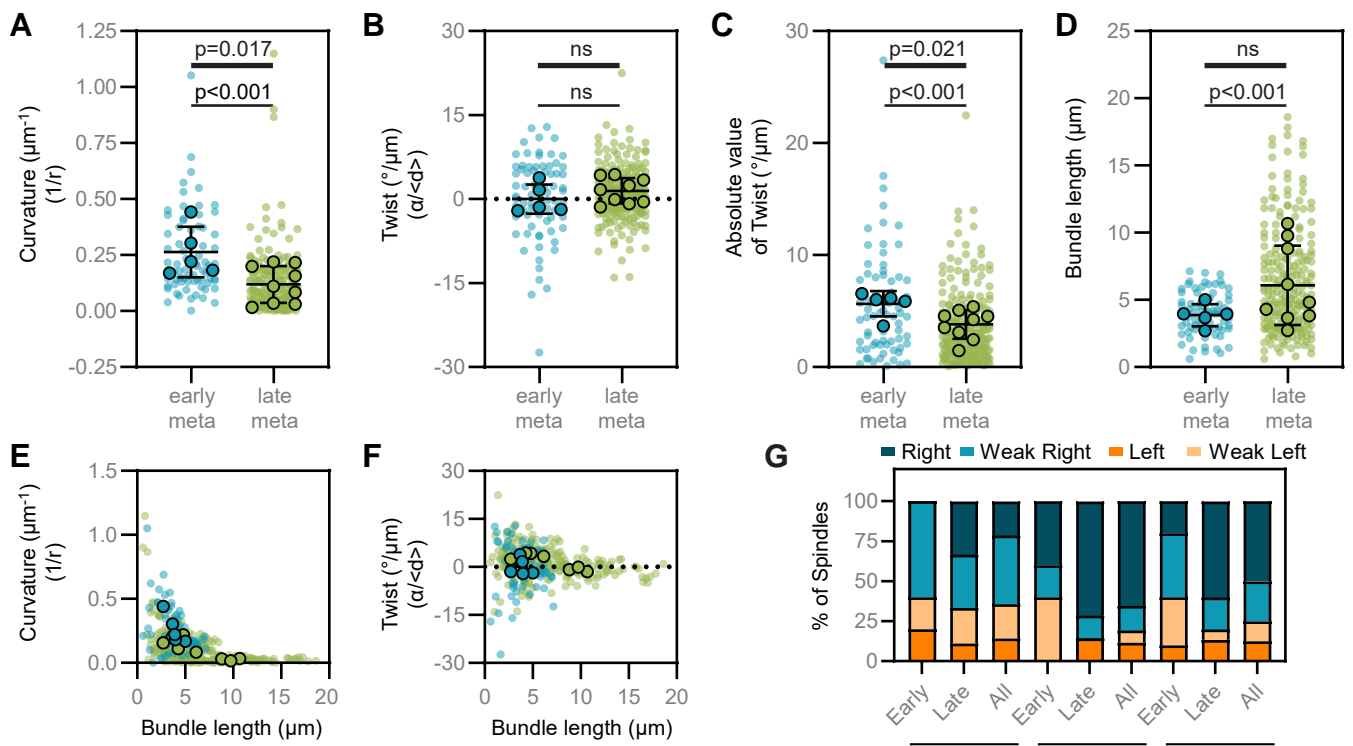 A
Curvature (µm⁻¹)
(1/r)
1.25
1.00
0.75
0.50
0.25
0.00
-0.25
p=0.017
p<0.001
early
meta
late
meta
B
Twist (°/µm)
(α/<d>)
30
15
0
-15
-30
ns
ns
early
meta
late
meta
C
Absolute value
of Twist (°/µm)
30
20
10
0
p=0.021
p<0.001
early
meta
late
meta
D
Bundle length (µm)
25
20
15
10
5
0
ns
p<0.001
early
meta
late
meta
E
Curvature (µm⁻¹)
(1/r)
1.5
1.0
0.5
0.0
0 5 10 15 20
Bundle length (µm)
F
Twist (°/µm)
(α/<d>)
30
15
0
-15
-30
0 5 10 15 20
Bundle length (µm)
G
Right Weak Right Left Weak Left
% of Spindles
100
75
50
25
0
Early Late All Early Late All Early Late All